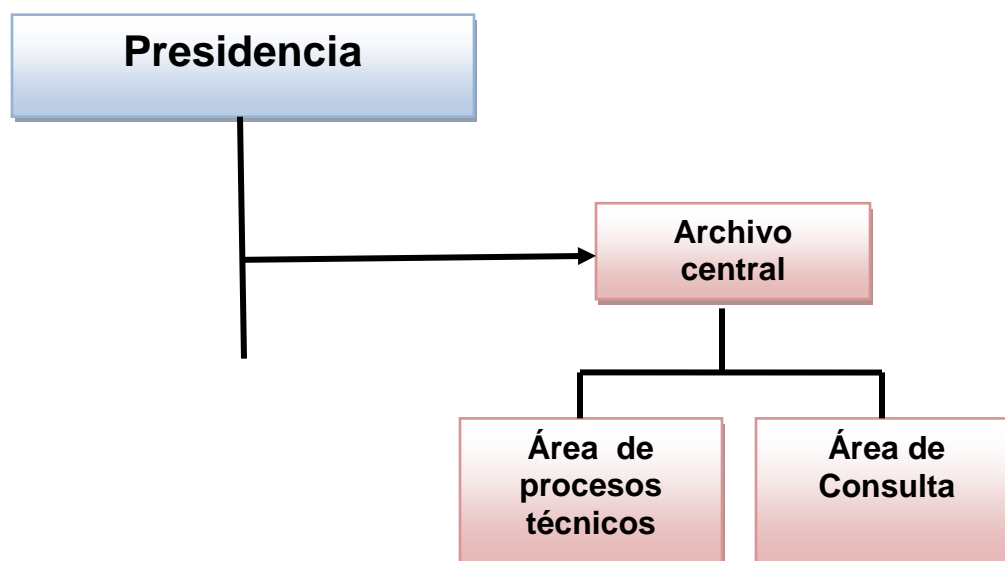 Presidencia
Archivo
central
Área de
procesos
técnicos
Área de
Consulta